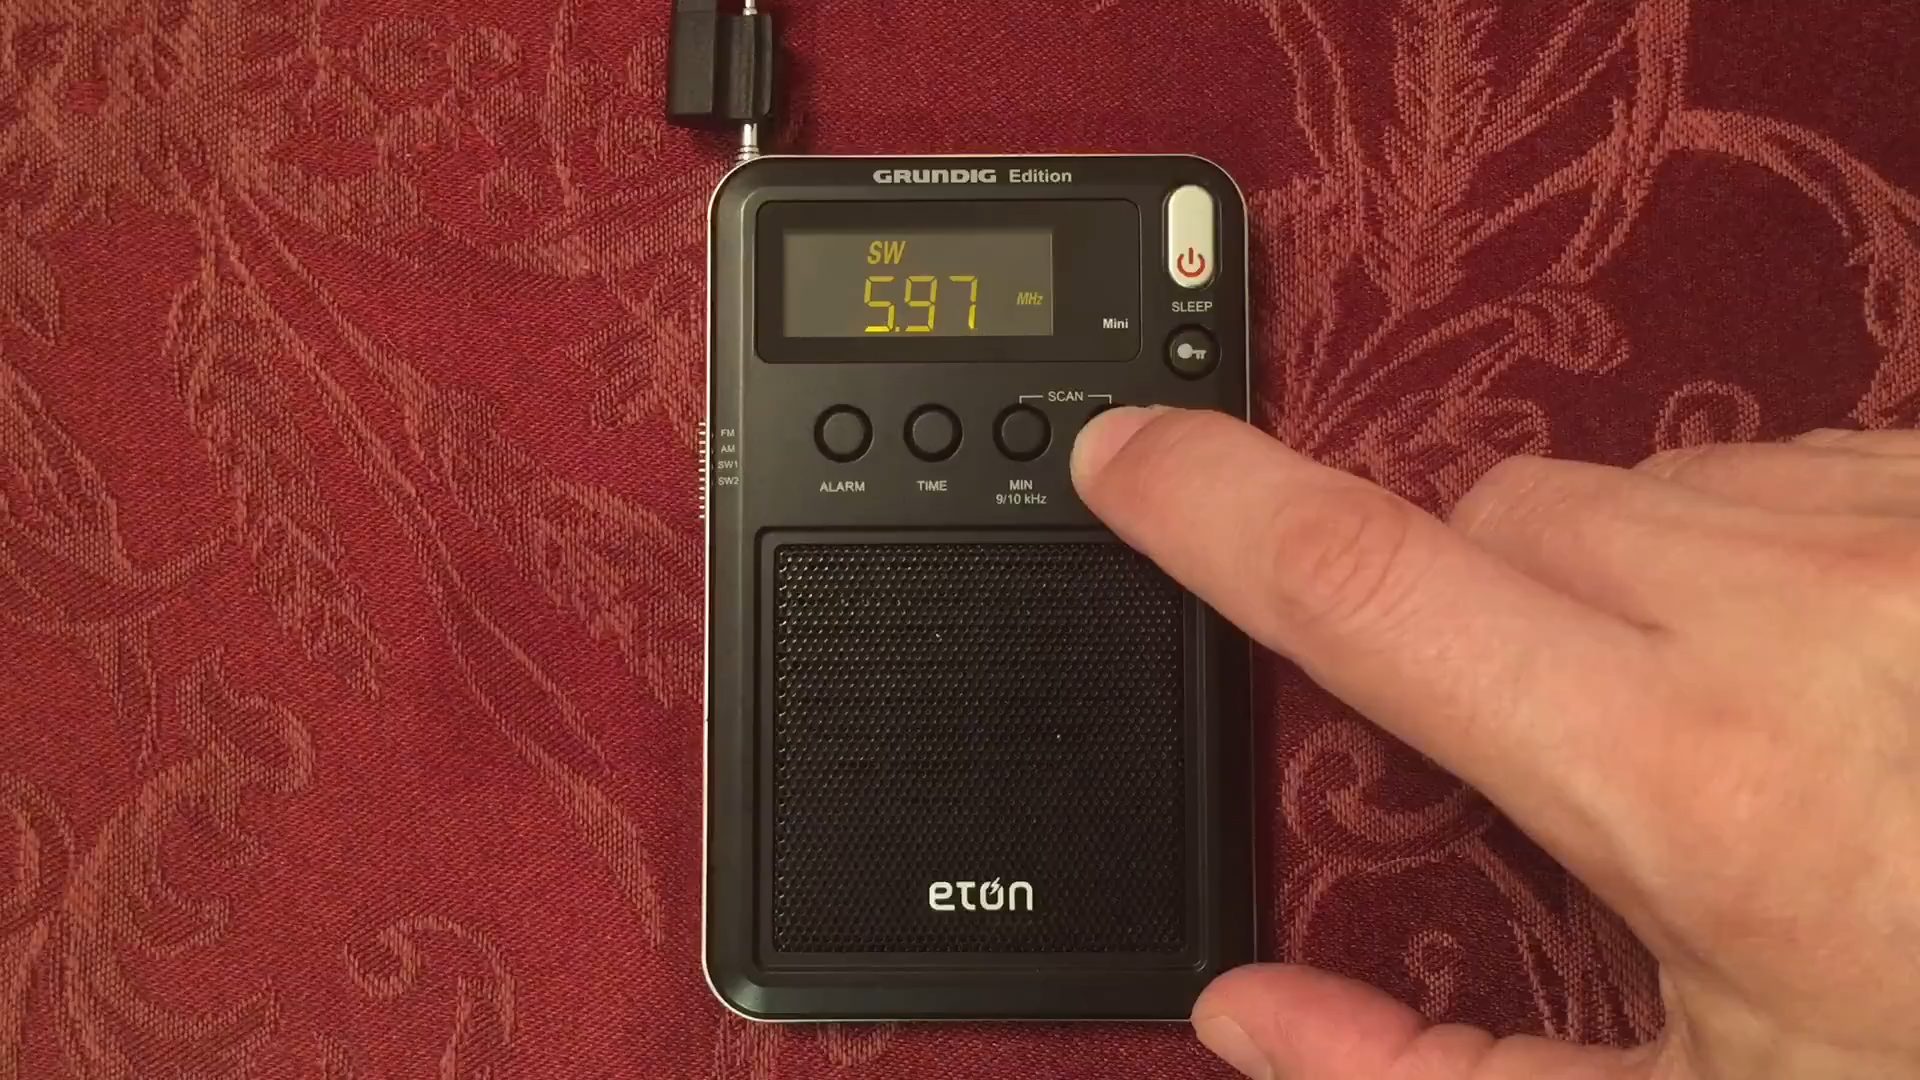 GRUNDIG Edition
SW
5.97 MHz
Mini
SLEEP
SCAN
FM
AM
SW1
SW2
ALARM
TIME
MIN
9/10 kHz
etón